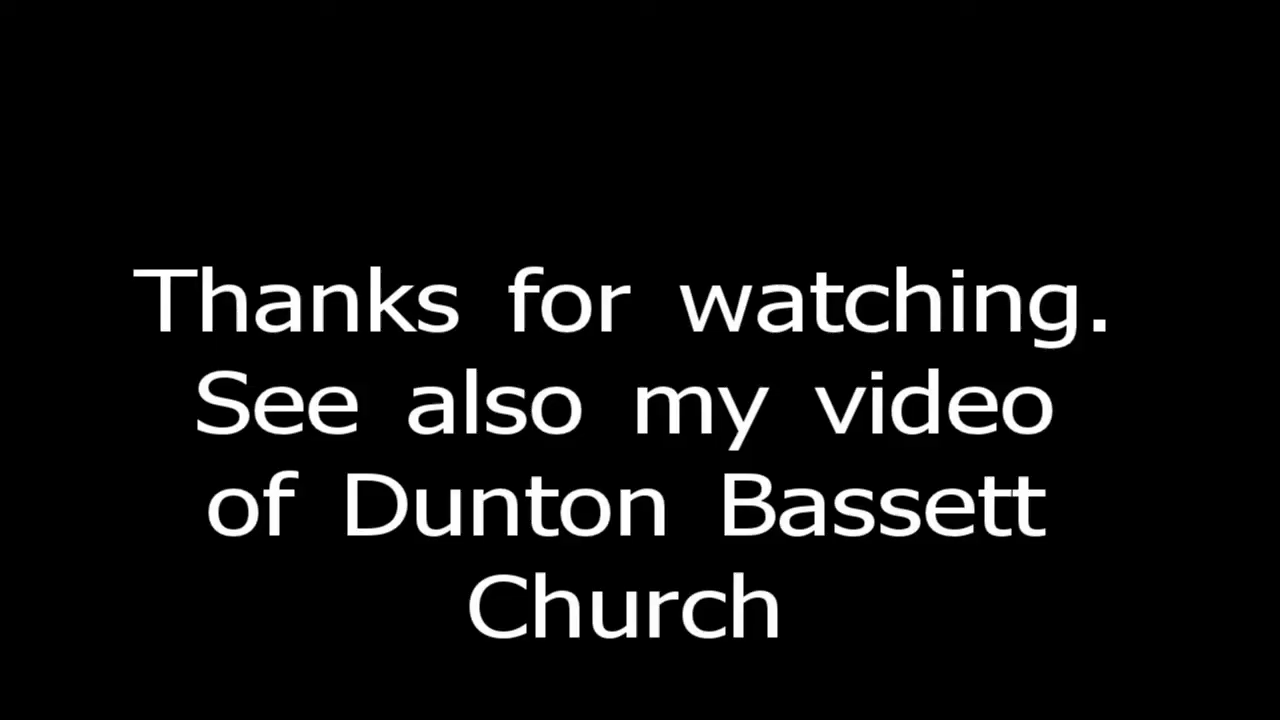 Thanks for watching.
See also my video
of Dunton Bassett
Church